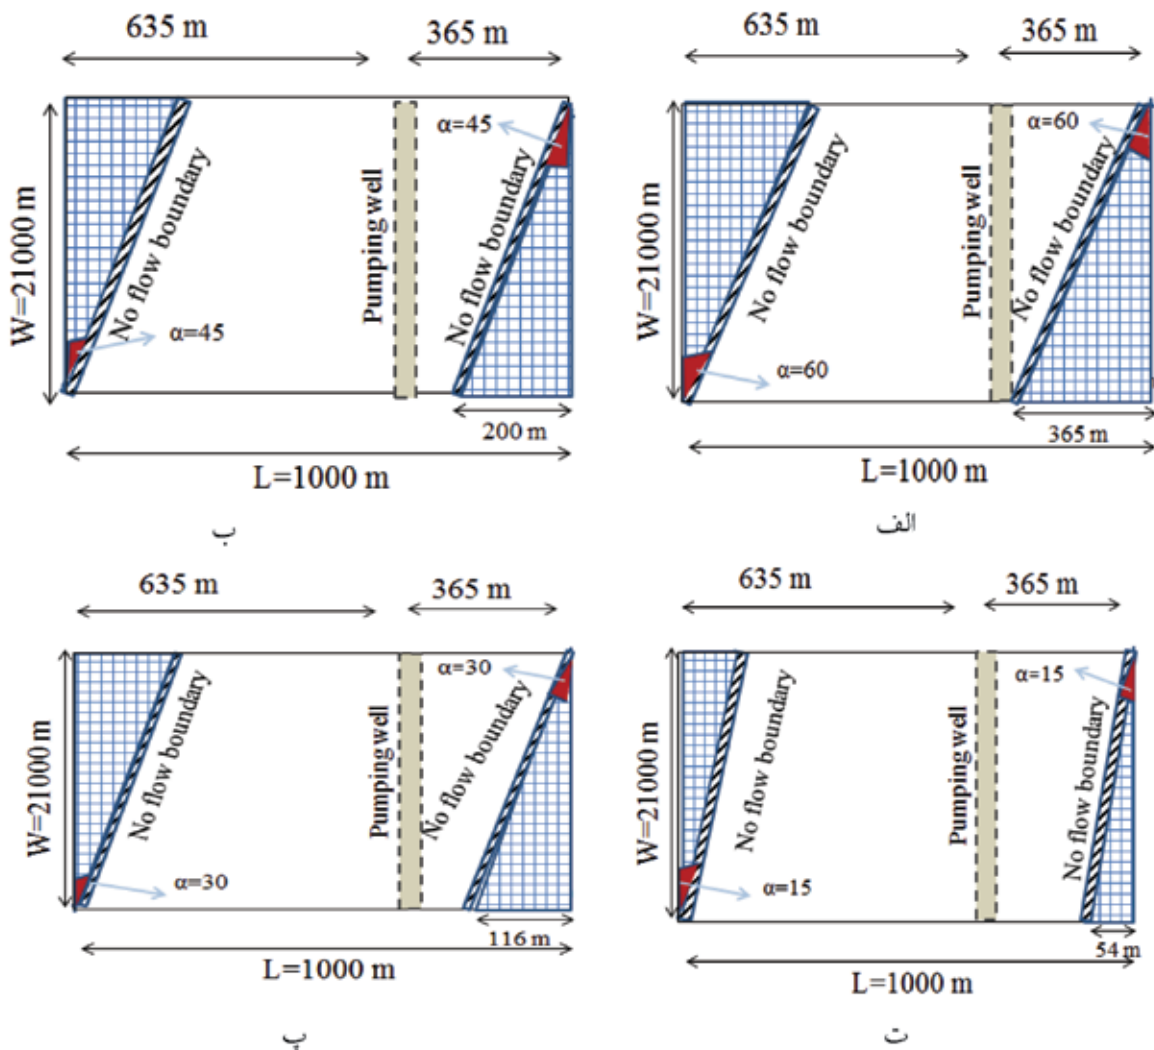 635 m
365 m
α=45
No flow boundary
Pumping well
No flow boundary
W=21000 m
α=45
200 m
L=1000 m
ب
635 m
365 m
α=60
No flow boundary
Pumping well
No flow boundary
W=21000 m
α=60
365 m
L=1000 m
الف
635 m
365 m
α=30
No flow boundary
Pumping well
No flow boundary
W=21000 m
α=30
116 m
L=1000 m
پ
635 m
365 m
α=15
No flow boundary
Pumping well
No flow boundary
W=21000 m
α=15
54 m
L=1000 m
ت